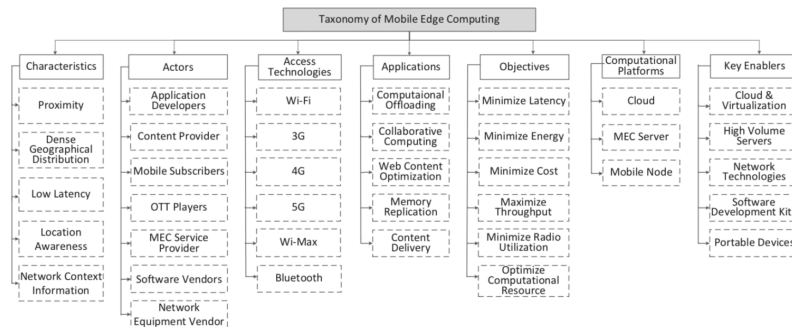 Taxonomy of Mobile Edge Computing
Characteristics
Proximity
Dense
Geographical
Distribution
Low Latency
Location
Awareness
Network Context
Information
Actors
Application
Developers
Content Provider
Mobile Subscribers
OTT Players
MEC Service
Provider
Software Vendors
Network
Equipment Vendor
Access
Technologies
Wi-Fi
3G
4G
5G
Wi-Max
Bluetooth
Applications
Computaional
Offloading
Collaborative
Computing
Web Content
Optimization
Memory
Replication
Content
Delivery
Objectives
Minimize Latency
Minimize Energy
Minimize Cost
Maximize
Throughput
Minimize Radio
Utilization
Optimize
Computational
Resource
Computational
Platforms
Cloud
MEC Server
Mobile Node
Key Enablers
Cloud &
Virtualization
High Volume
Servers
Network
Technologies
Software
Development Kit
Portable Devices